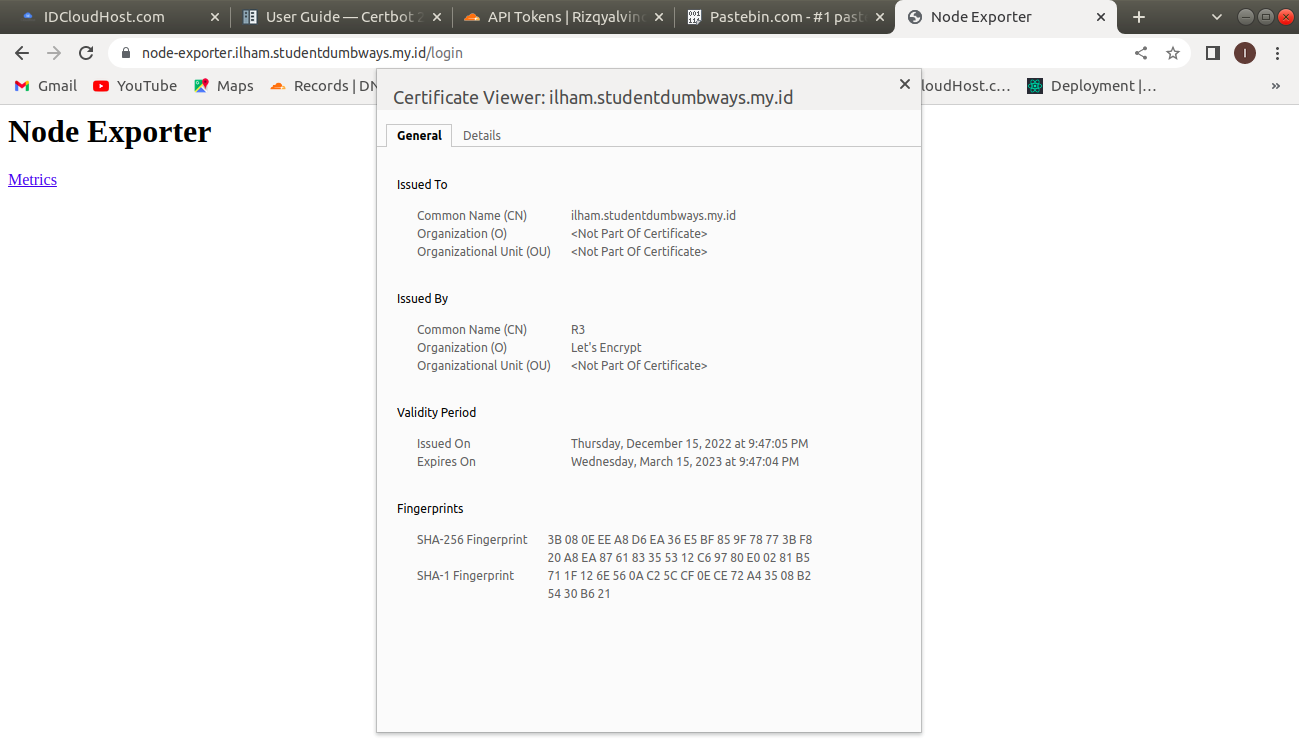 IDCloudHost.com
User Guide — Certbot 2
API Tokens | Rizqyalvind
Pastebin.com - #1 past
Node Exporter
node-exporter.ilham.studentdumbways.my.id/login
I
Gmail
YouTube
Maps
Records | DN
loudHost.c...
Deployment |...
»
Node Exporter
Metrics
Certificate Viewer: ilham.studentdumbways.my.id
General Details
Issued To
Common Name (CN) ilham.studentdumbways.my.id
Organization (O) <Not Part Of Certificate>
Organizational Unit (OU) <Not Part Of Certificate>
Issued By
Common Name (CN) R3
Organization (O) Let's Encrypt
Organizational Unit (OU) <Not Part Of Certificate>
Validity Period
Issued On Thursday, December 15, 2022 at 9:47:05 PM
Expires On Wednesday, March 15, 2023 at 9:47:04 PM
Fingerprints
SHA-256 Fingerprint 3B 08 0E EE A8 D6 EA 36 E5 BF 85 9F 78 77 3B F8
20 A8 EA 87 61 83 35 53 12 C6 97 80 E0 02 81 B5
SHA-1 Fingerprint 71 1F 12 6E 56 0A C2 5C CF 0E CE 72 A4 35 08 B2
54 30 B6 21